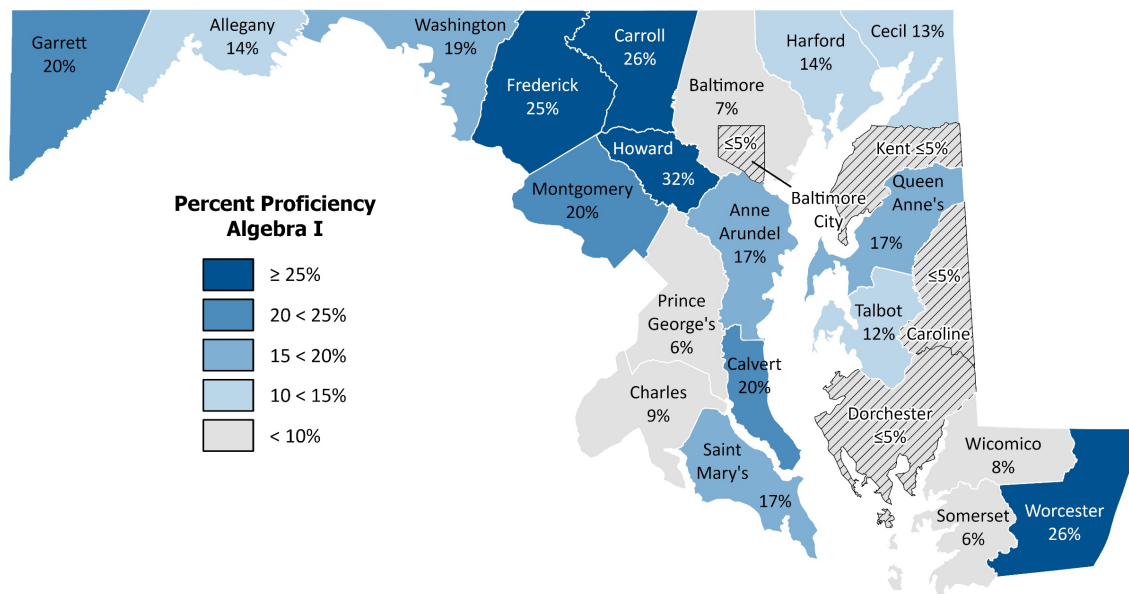 Garrett
20%
Allegany
14%
Washington
19%
Frederick
25%
Carroll
26%
Baltimore
7%
Harford
14%
Cecil 13%
≤5%
Baltimore
City
Howard
32%
Montgomery
20%
Kent ≤5%
Queen
Anne's
17%
Anne
Arundel
17%
≤5%
Caroline
Talbot
12%
Prince
George's
6%
Calvert
20%
Charles
9%
Dorchester
≤5%
Saint
Mary's
17%
Wicomico
8%
Somerset
6%
Worcester
26%
Percent Proficiency
Algebra I
≥ 25%
20 < 25%
15 < 20%
10 < 15%
< 10%